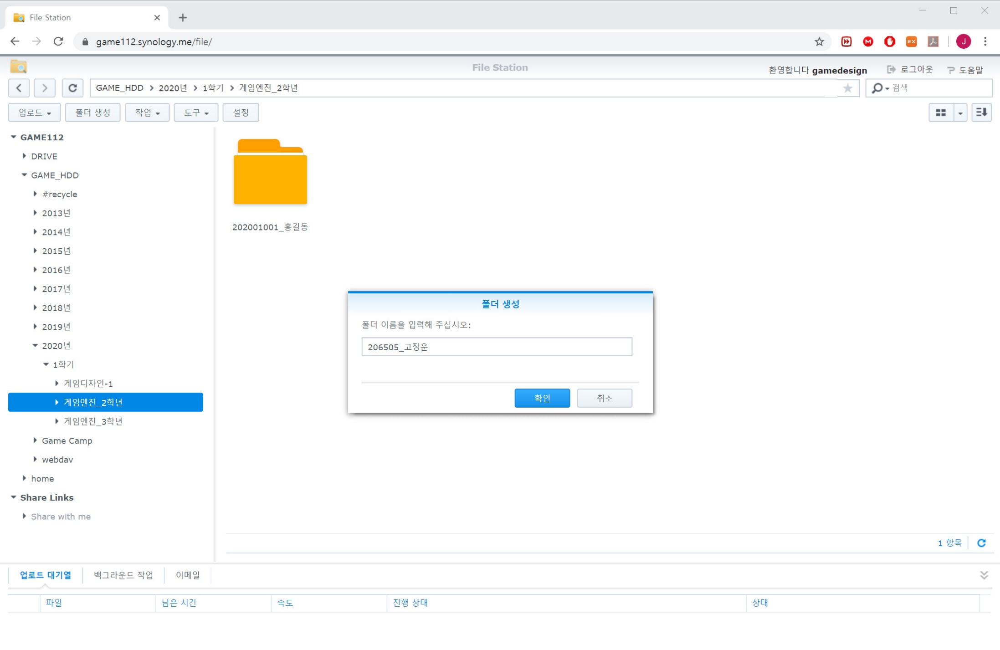 File Station
game112.synology.me/file/
J
File Station
환영합니다 gamedesign 로그아웃 도움말
GAME_HDD 2020년 1학기 게임엔진_2학년
검색
업로드 폴더 생성 작업 도구 설정
GAME112
DRIVE
GAME_HDD
#recycle
2013년
2014년
2015년
2016년
2017년
2018년
2019년
2020년
1학기
게임디자인-1
게임엔진_2학년
게임엔진_3학년
Game Camp
webdav
home
Share Links
Share with me
202001001_홍길동
폴더 생성
폴더 이름을 입력해 주십시오:
206505_고정운
확인 취소
1 항목
업로드 대기열 백그라운드 작업 이메일
파일 남은 시간 속도 진행 상태 상태